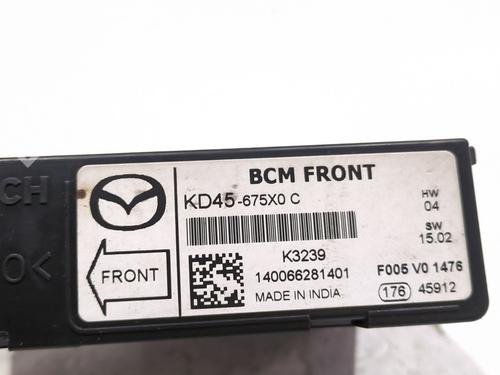 BCM FRONT
KD45-675X0 C
HW
04
SW
15.02
K3239
140066281401
F005 V0 1476
MADE IN INDIA
176 45912
FRONT
CH
O<